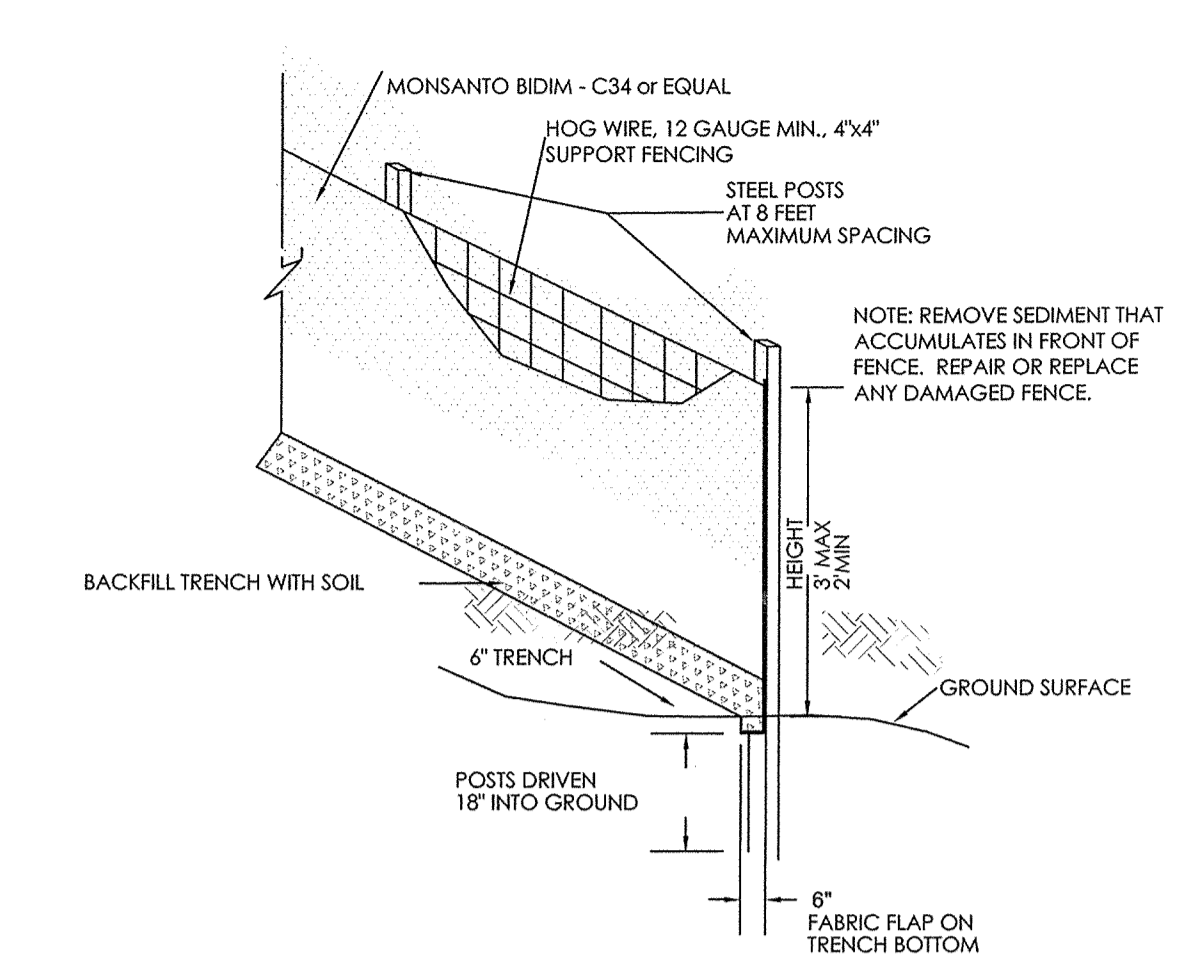 MONSANTO BIDIM - C34 or EQUAL
HOG WIRE, 12 GAUGE MIN., 4"x4"
SUPPORT FENCING
STEEL POSTS
AT 8 FEET
MAXIMUM SPACING
NOTE: REMOVE SEDIMENT THAT
ACCUMULATES IN FRONT OF
FENCE. REPAIR OR REPLACE
ANY DAMAGED FENCE.
HEIGHT
3' MAX
2'MIN
BACKFILL TRENCH WITH SOIL
6" TRENCH
GROUND SURFACE
POSTS DRIVEN
18" INTO GROUND
6"
FABRIC FLAP ON
TRENCH BOTTOM